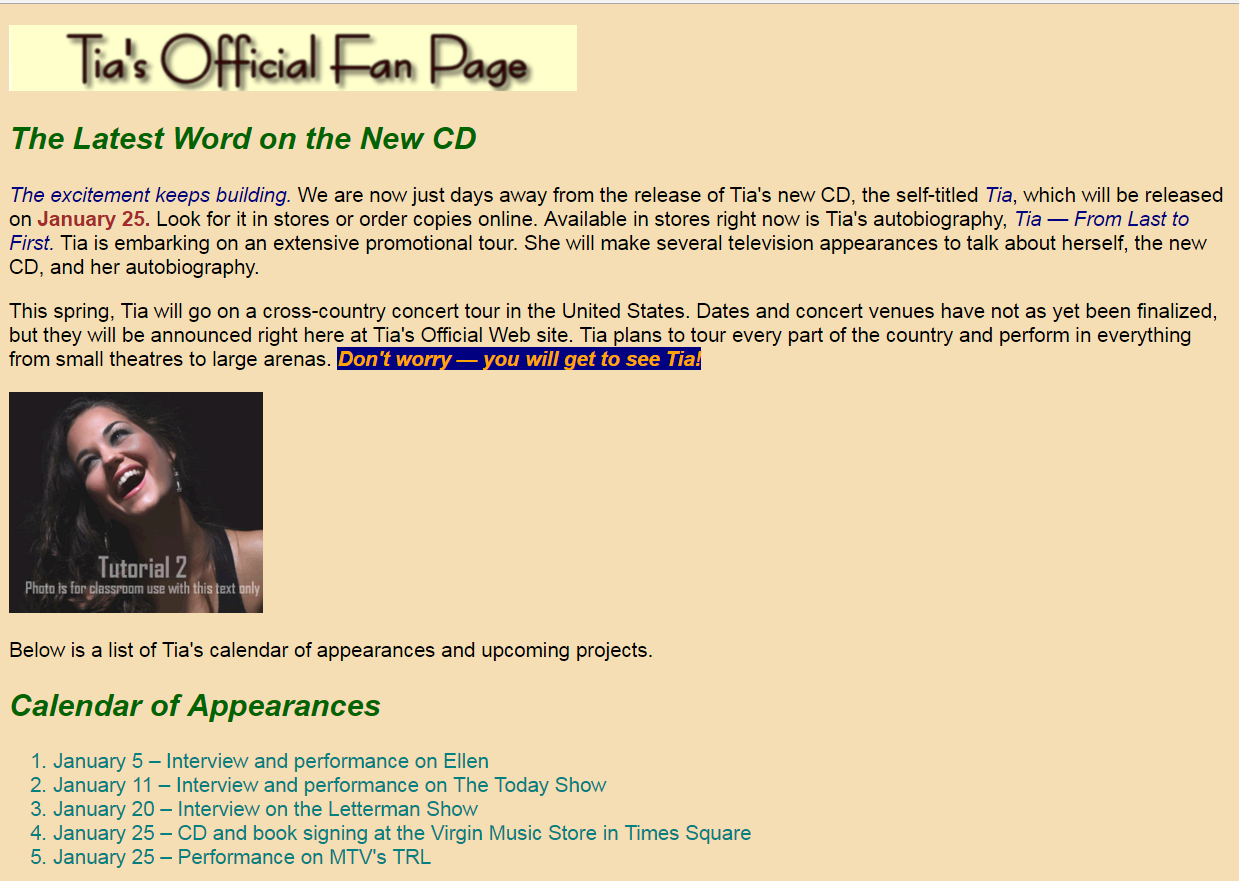 Tia's Official Fan Page
The Latest Word on the New CD
The excitement keeps building. We are now just days away from the release of Tia's new CD, the self-titled Tia, which will be released
on January 25. Look for it in stores or order copies online. Available in stores right now is Tia's autobiography, Tia — From Last to
First. Tia is embarking on an extensive promotional tour. She will make several television appearances to talk about herself, the new
CD, and her autobiography.
This spring, Tia will go on a cross-country concert tour in the United States. Dates and concert venues have not as yet been finalized,
but they will be announced right here at Tia's Official Web site. Tia plans to tour every part of the country and perform in everything
from small theatres to large arenas. Don't worry — you will get to see Tia!
Tutorial 2
Photo is for classroom use with this text only
Below is a list of Tia's calendar of appearances and upcoming projects.
Calendar of Appearances
1. January 5 – Interview and performance on Ellen
2. January 11 – Interview and performance on The Today Show
3. January 20 – Interview on the Letterman Show
4. January 25 – CD and book signing at the Virgin Music Store in Times Square
5. January 25 – Performance on MTV's TRL